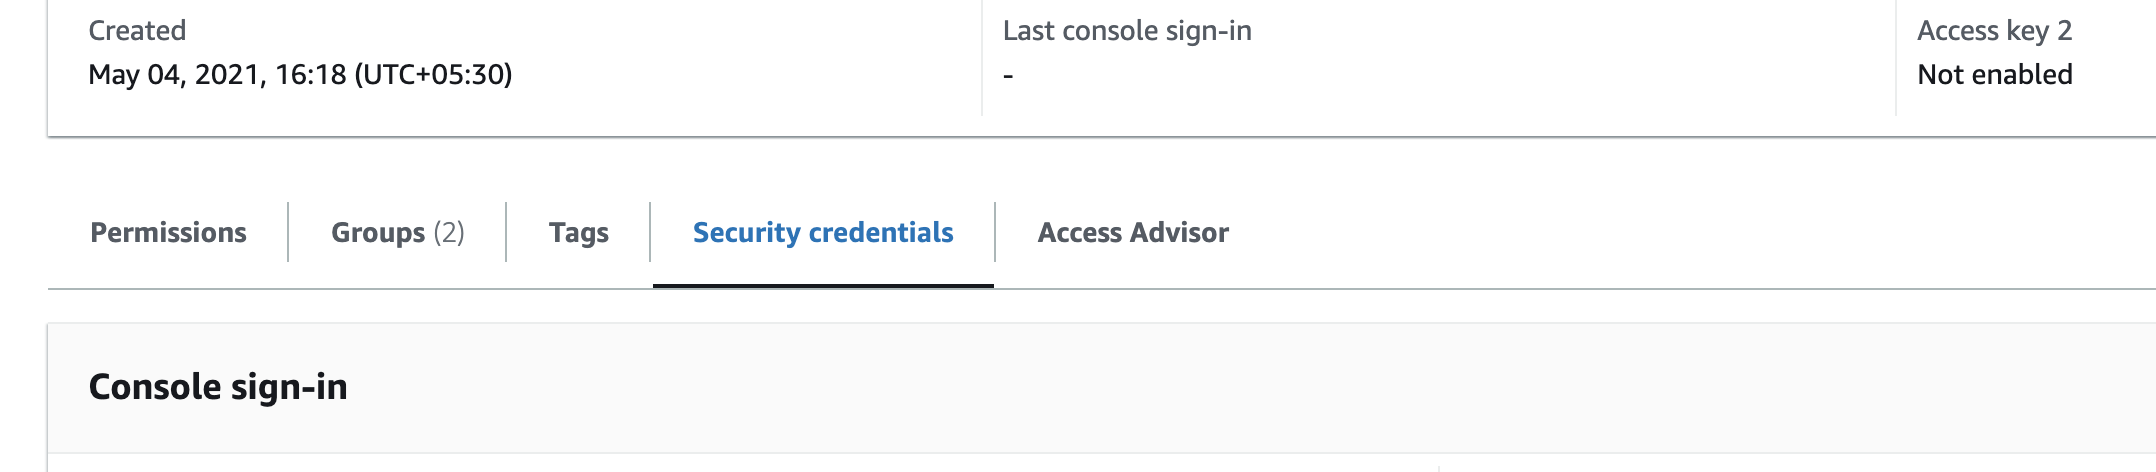 Created
May 04, 2021, 16:18 (UTC+05:30)
Last console sign-in
-
Access key 2
Not enabled
Permissions
Groups (2)
Tags
Security credentials
Access Advisor
Console sign-in